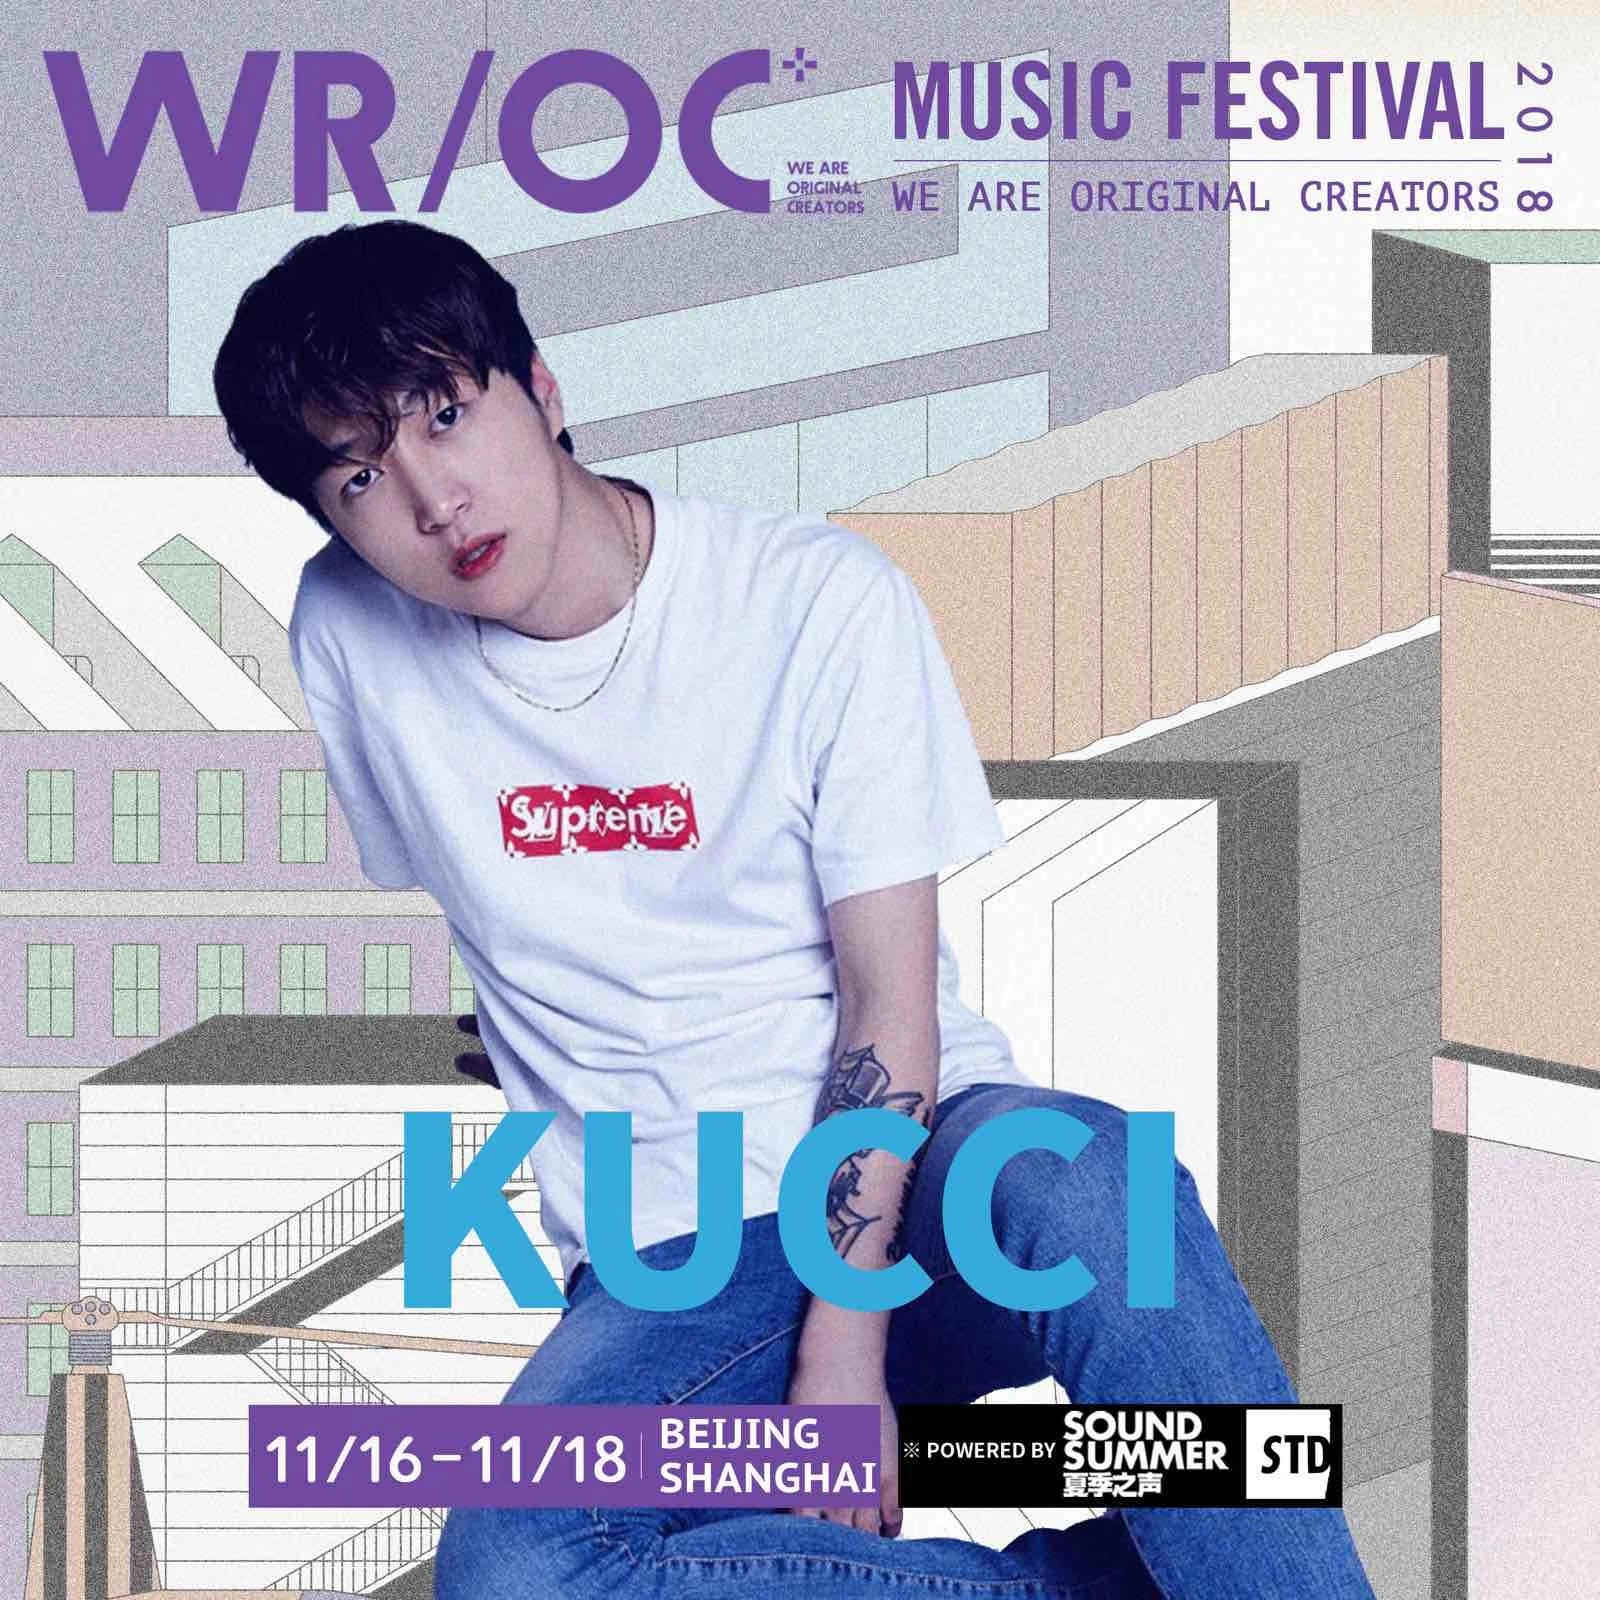 WR/OC+
WE ARE
ORIGINAL
CREATORS
MUSIC FESTIVAL
WE ARE ORIGINAL CREATORS
2018
Supreme
KUCCI
11/16-11/18
BEIJING
SHANGHAI
※ POWERED BY
SOUND
SUMMER
夏季之声
STD